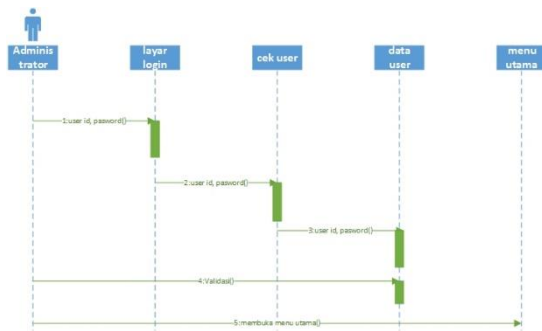 Adminis
trator
layar
login
cek user
data
user
menu
utama
1:user id, pasword()
2:user id, pasword()
3:user id, pasword()
4:Validasi()
5:membuka menu utama()